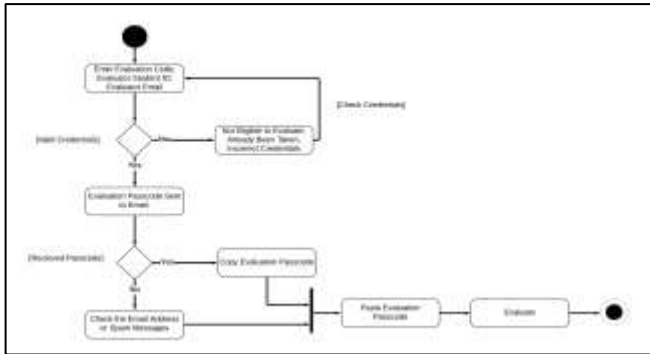 Enter Evaluation Code,
Evaluator Student ID,
Evaluator Email
[Check Credentials]
[Valid Credentials]
No
Not Eligible to Evaluate
Already Been Taken,
Incorrect Credentials
Yes
Evaluation Passcode Sent
to Email
[Received Passcode]
Yes
Copy Evaluation Passcode
No
Check the Email Address
or Spam Messages
Paste Evaluation
Passcode
Evaluate